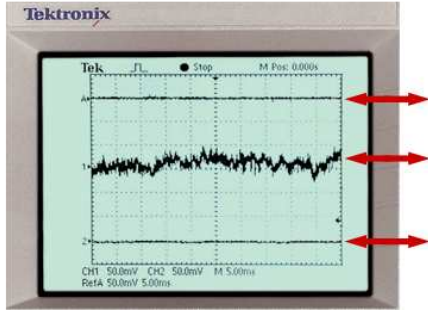 Tektronix
Tek Stop M Pos: 0.000s
A
1
2
CH1 50.0mV CH2 50.0mV M 5.00ms
RefA 50.0mV 5.00ms